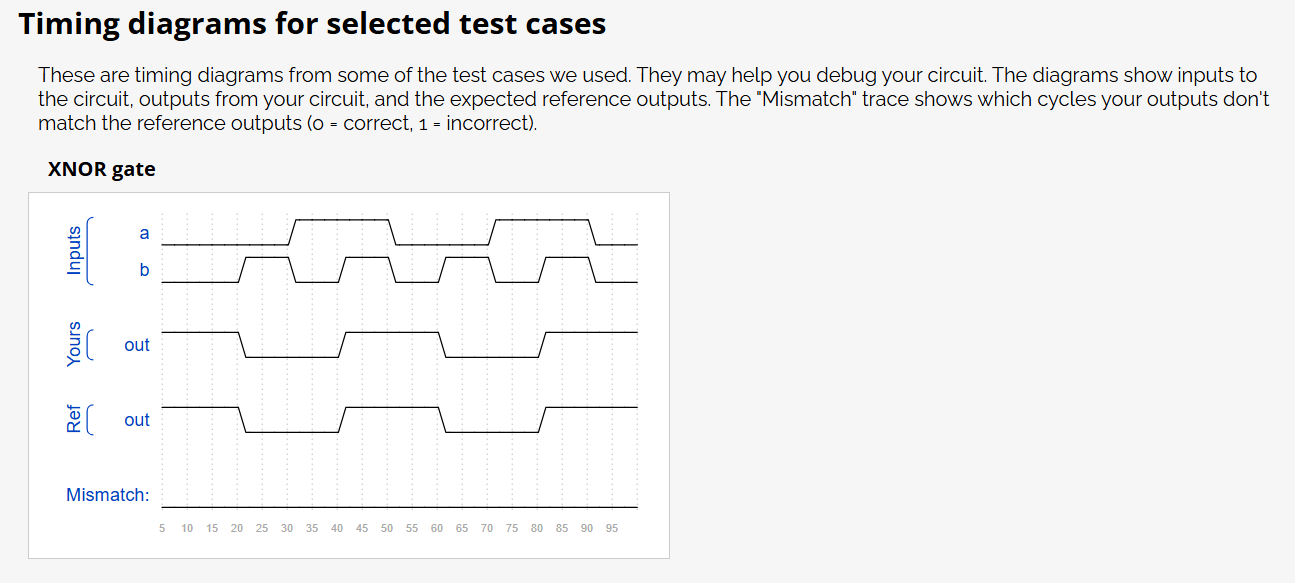 Timing diagrams for selected test cases
These are timing diagrams from some of the test cases we used. They may help you debug your circuit. The diagrams show inputs to
the circuit, outputs from your circuit, and the expected reference outputs. The "Mismatch" trace shows which cycles your outputs don't
match the reference outputs (0 = correct, 1 = incorrect).
XNOR gate
Inputs
a
b
Yours
out
Ref
out
Mismatch:
5 10 15 20 25 30 35 40 45 50 55 60 65 70 75 80 85 90 95